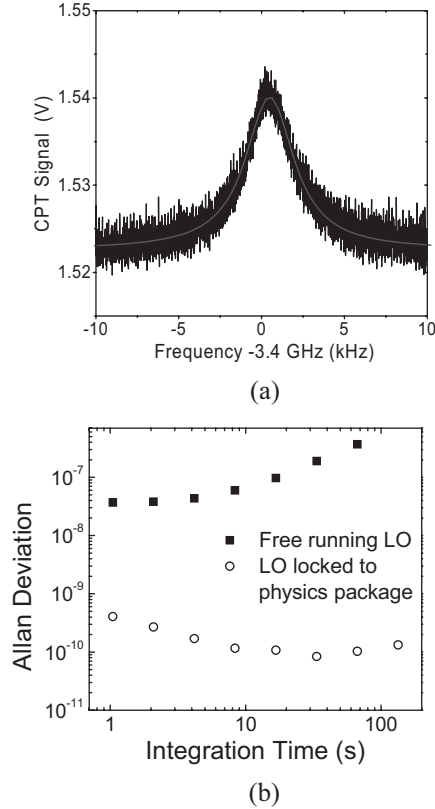 1.55
1.54
1.53
1.52
CPT Signal (V)
-10 -5 0 5 10
Frequency -3.4 GHz (kHz)
(a)
10-7
10-8
10-9
10-10
10-11
Allan Deviation
Free running LO
LO locked to
physics package
1 10 100
Integration Time (s)
(b)